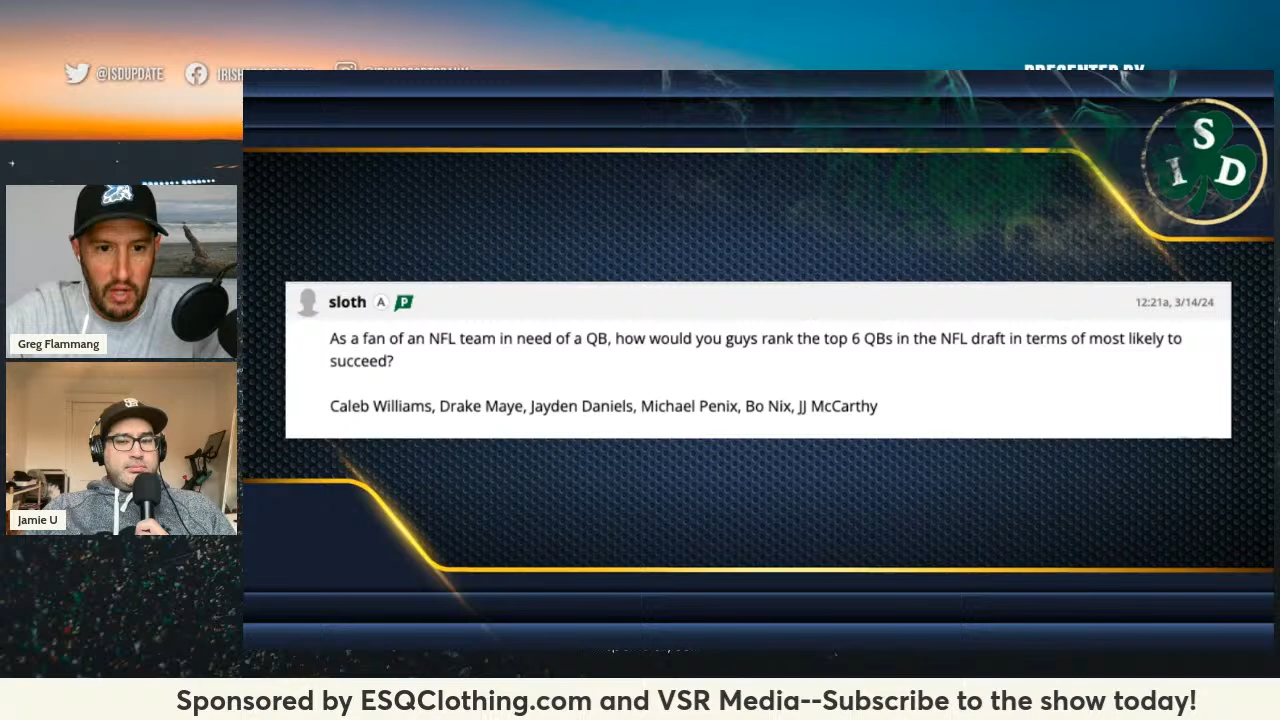 @ISDUPDATE
PRESENTED BY
I S D
sloth A P
12:21a, 3/14/24
As a fan of an NFL team in need of a QB, how would you guys rank the top 6 QBs in the NFL draft in terms of most likely to
succeed?
Caleb Williams, Drake Maye, Jayden Daniels, Michael Penix, Bo Nix, JJ McCarthy
Greg Flammang
Jamie U
Sponsored by ESQClothing.com and VSR Media--Subscribe to the show today!